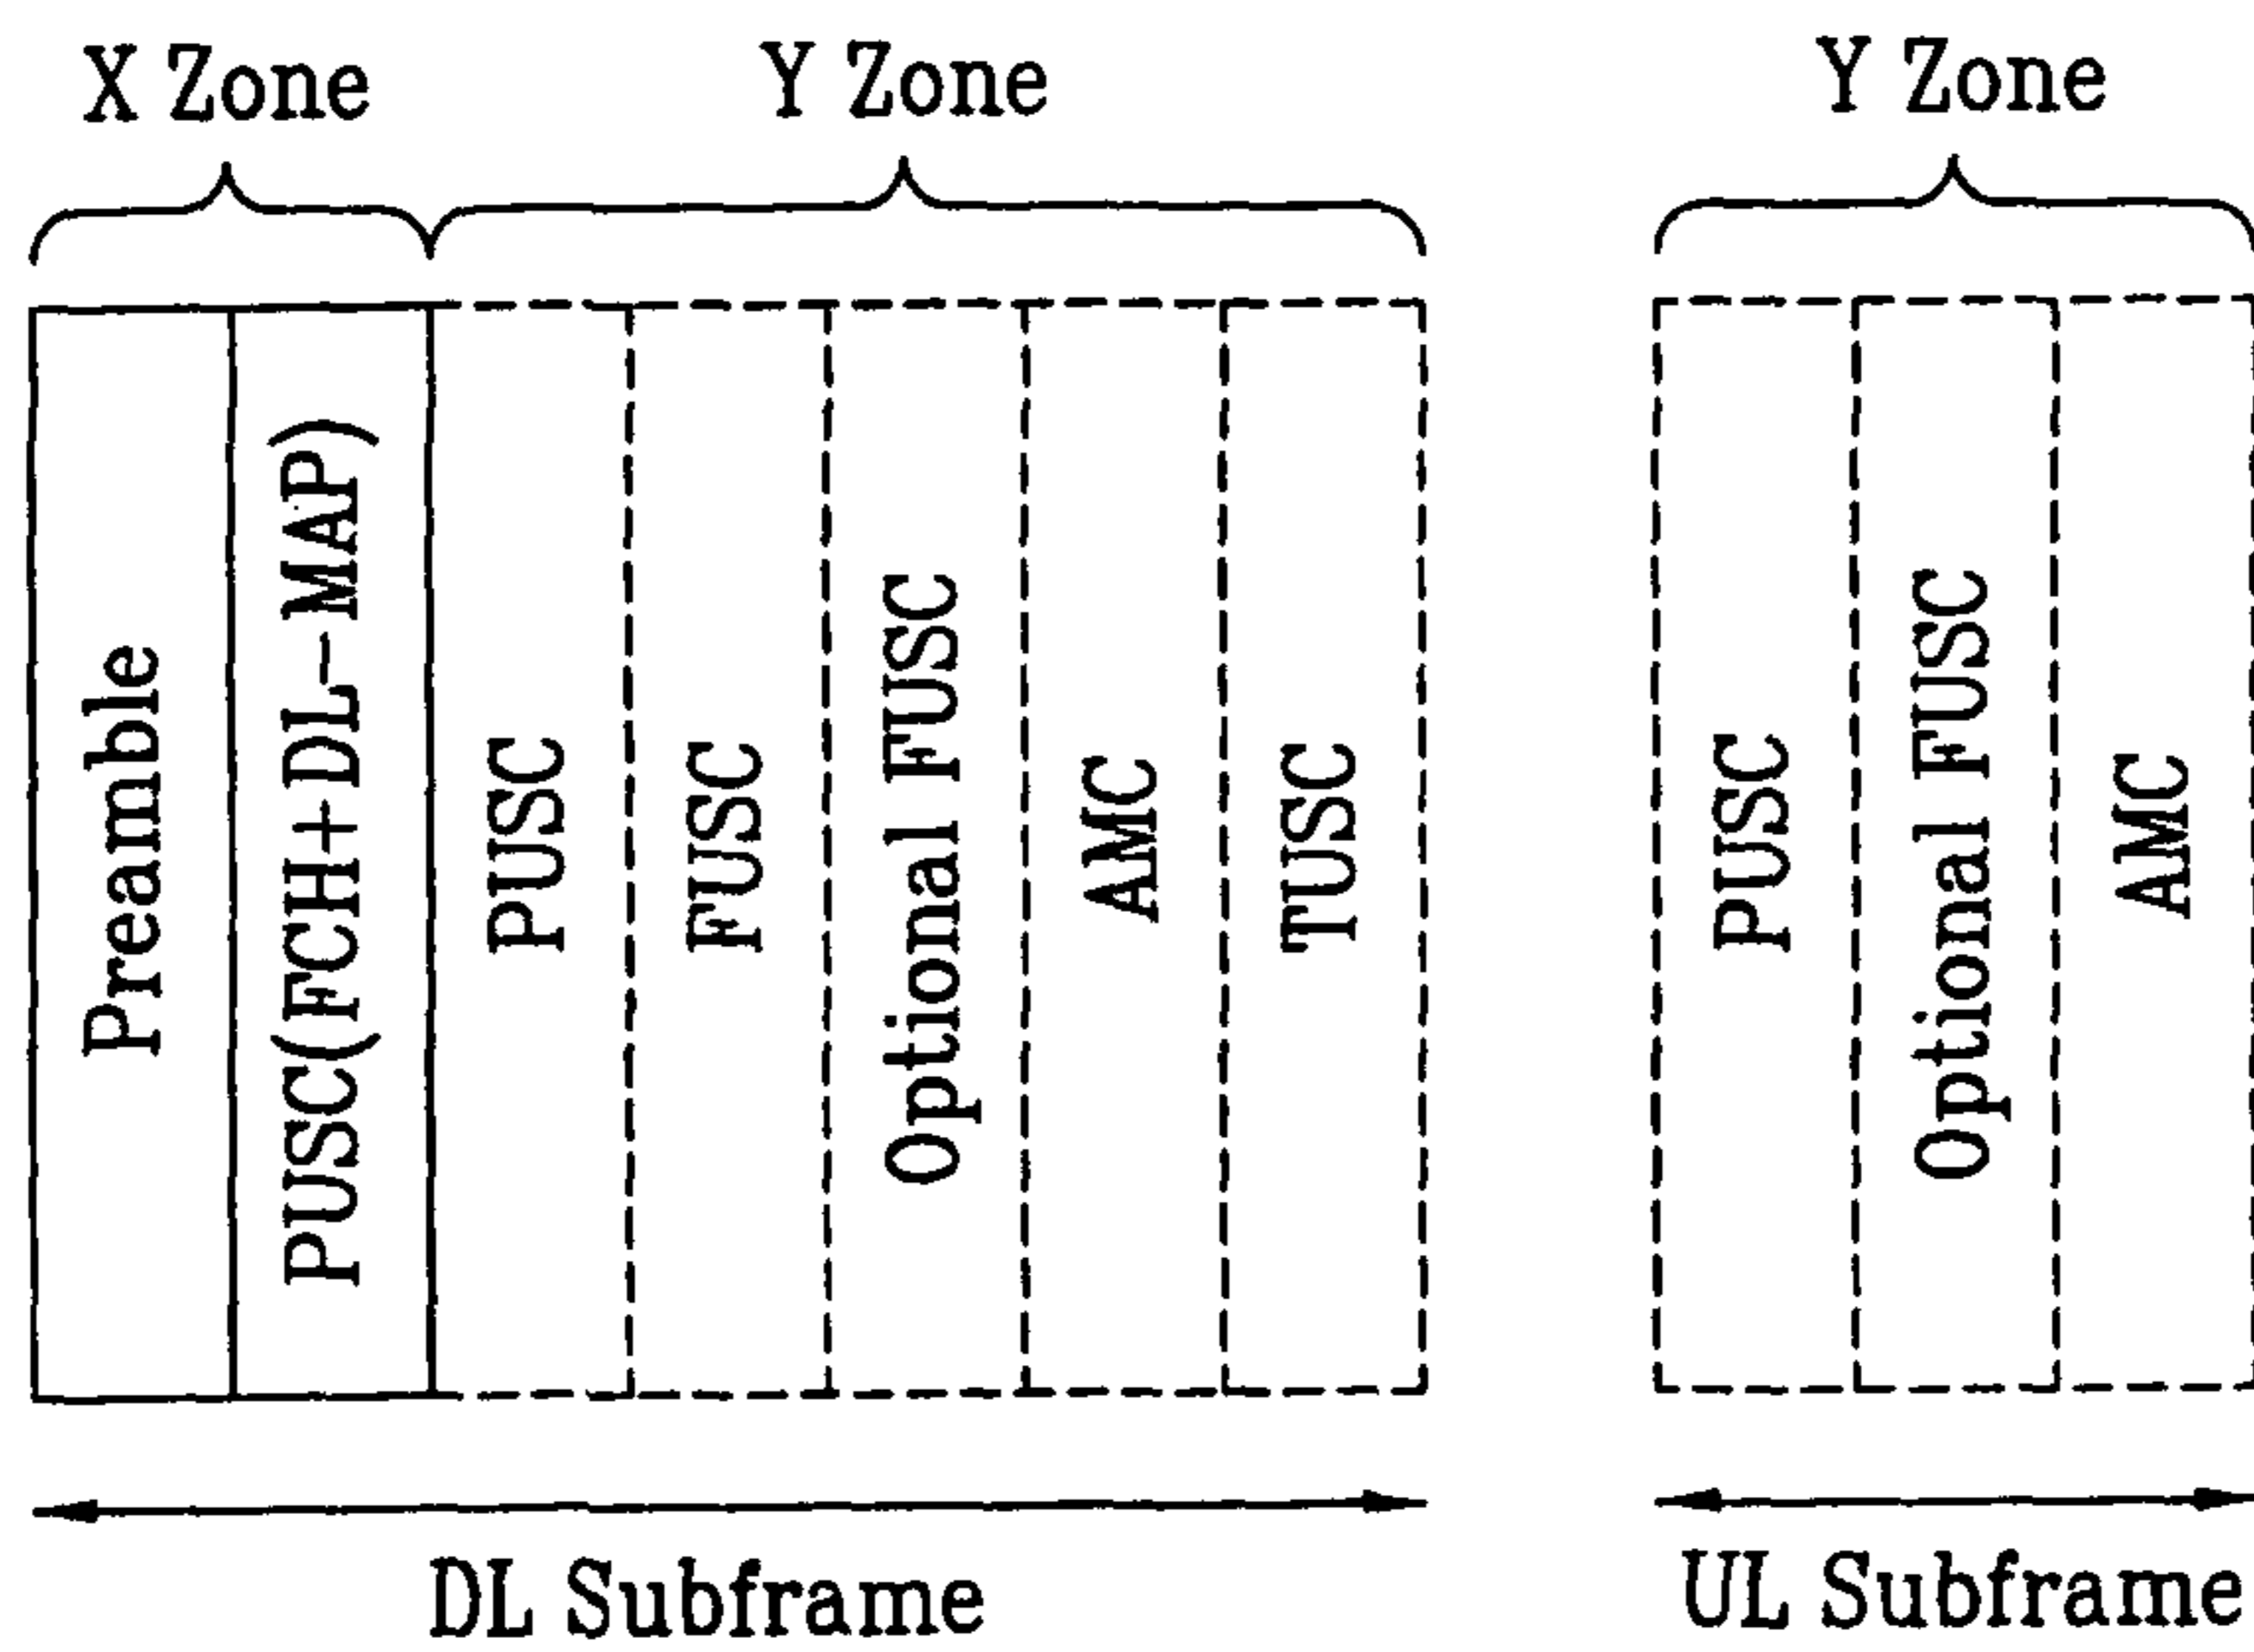 X Zone
Y Zone
Y Zone
Preamble
PUSC(FCH+DL-MAP)
PUSC
FUSC
Optional FUSC
AMC
TUSC
PUSC
Optional FUSC
AMC
DL Subframe
UL Subframe